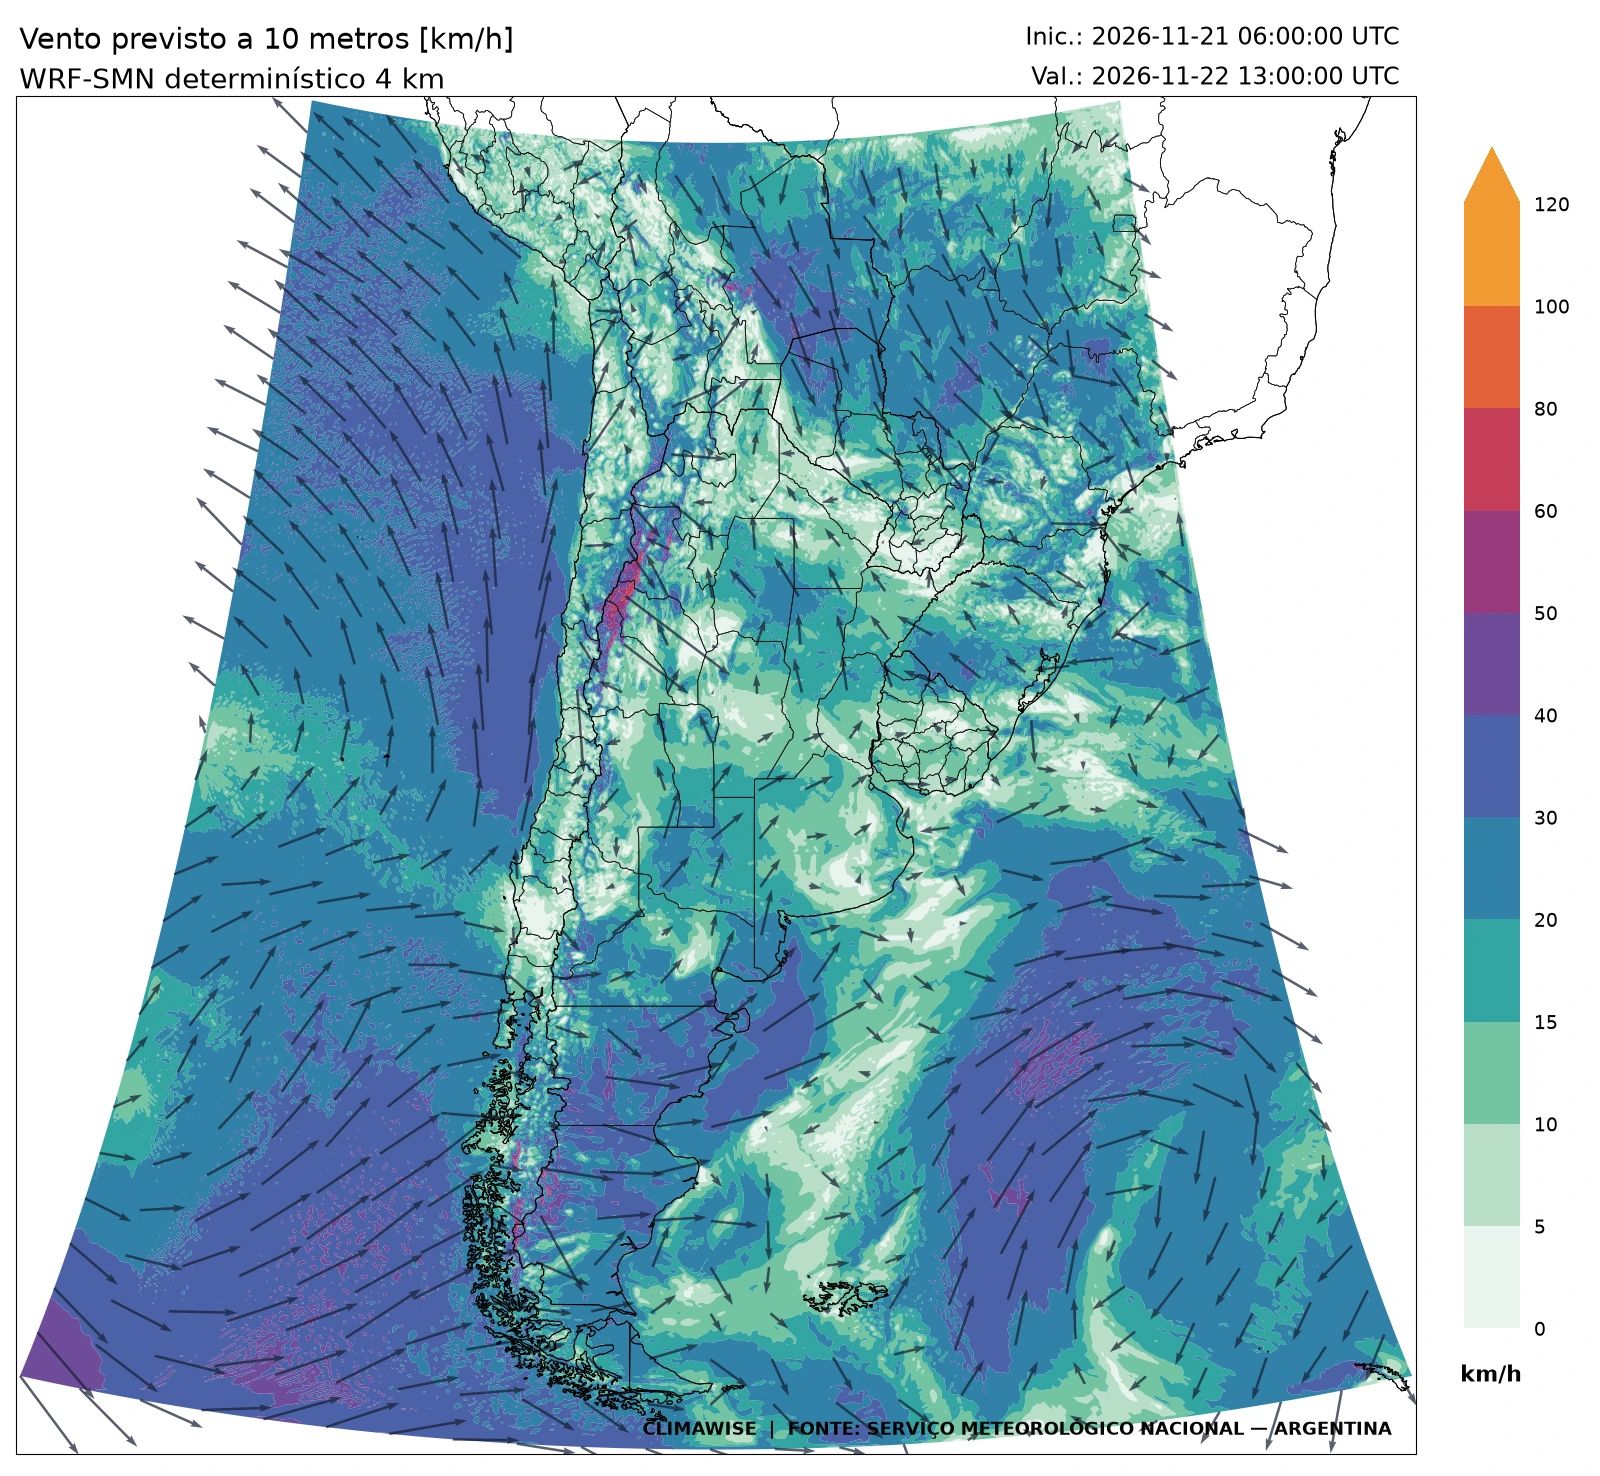 Vento previsto a 10 metros [km/h]
WRF-SMN determinístico 4 km
Inic.: 2026-11-21 06:00:00 UTC
Val.: 2026-11-22 13:00:00 UTC
120
100
80
60
50
40
30
20
15
10
5
0
km/h
CLIMAWISE | FONTE: SERVIÇO METEOROLÓGICO NACIONAL — ARGENTINA